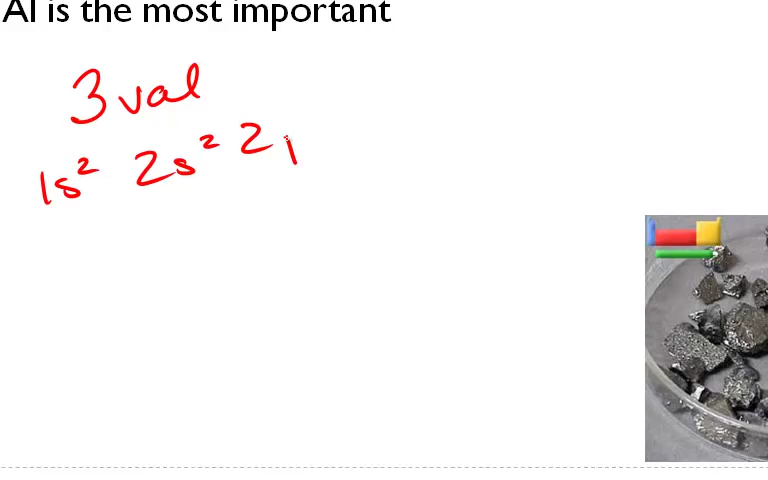 Al is the most important
3 val
1s² 2s² 2